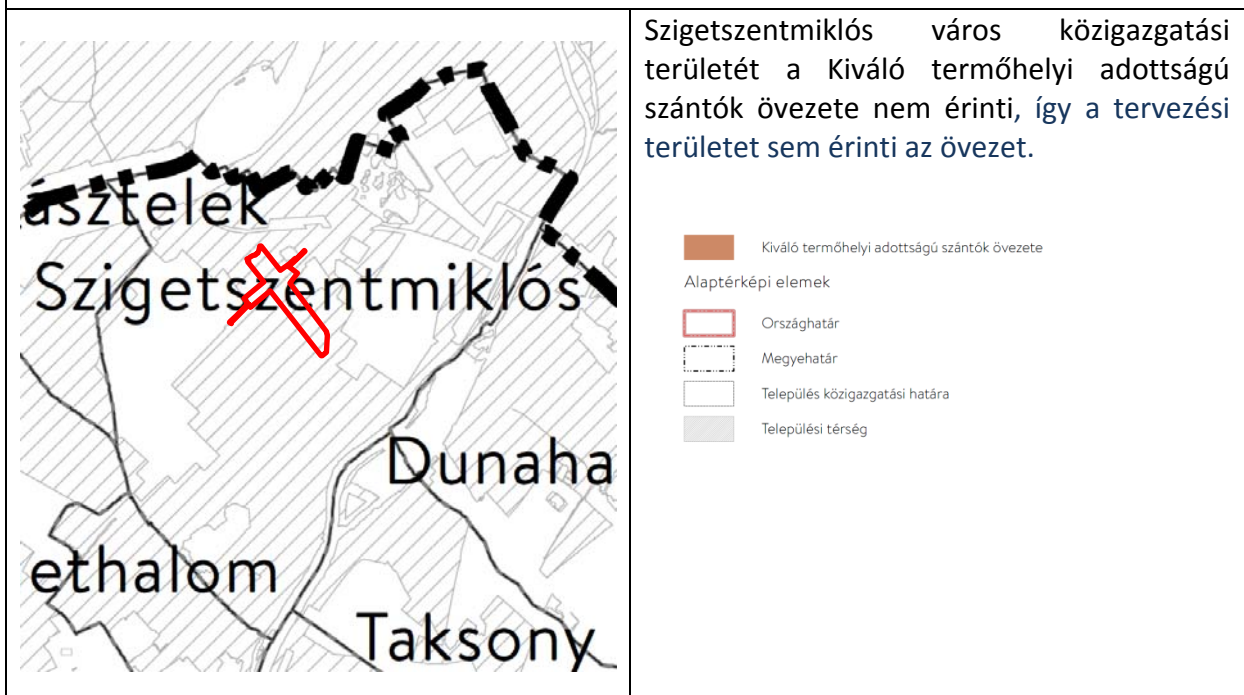 ásztelek
Szigetszentmiklós
Dunaha
ethalom
Taksony
Szigetszentmiklós város közigazgatási
területét a Kiváló termőhelyi adottságú
szántók övezete nem érinti, így a tervezési
területet sem érinti az övezet.
Kiváló termőhelyi adottságú szántók övezete
Alaptérképi elemek
Országhatár
Megyehatár
Település közigazgatási határa
Települési térség